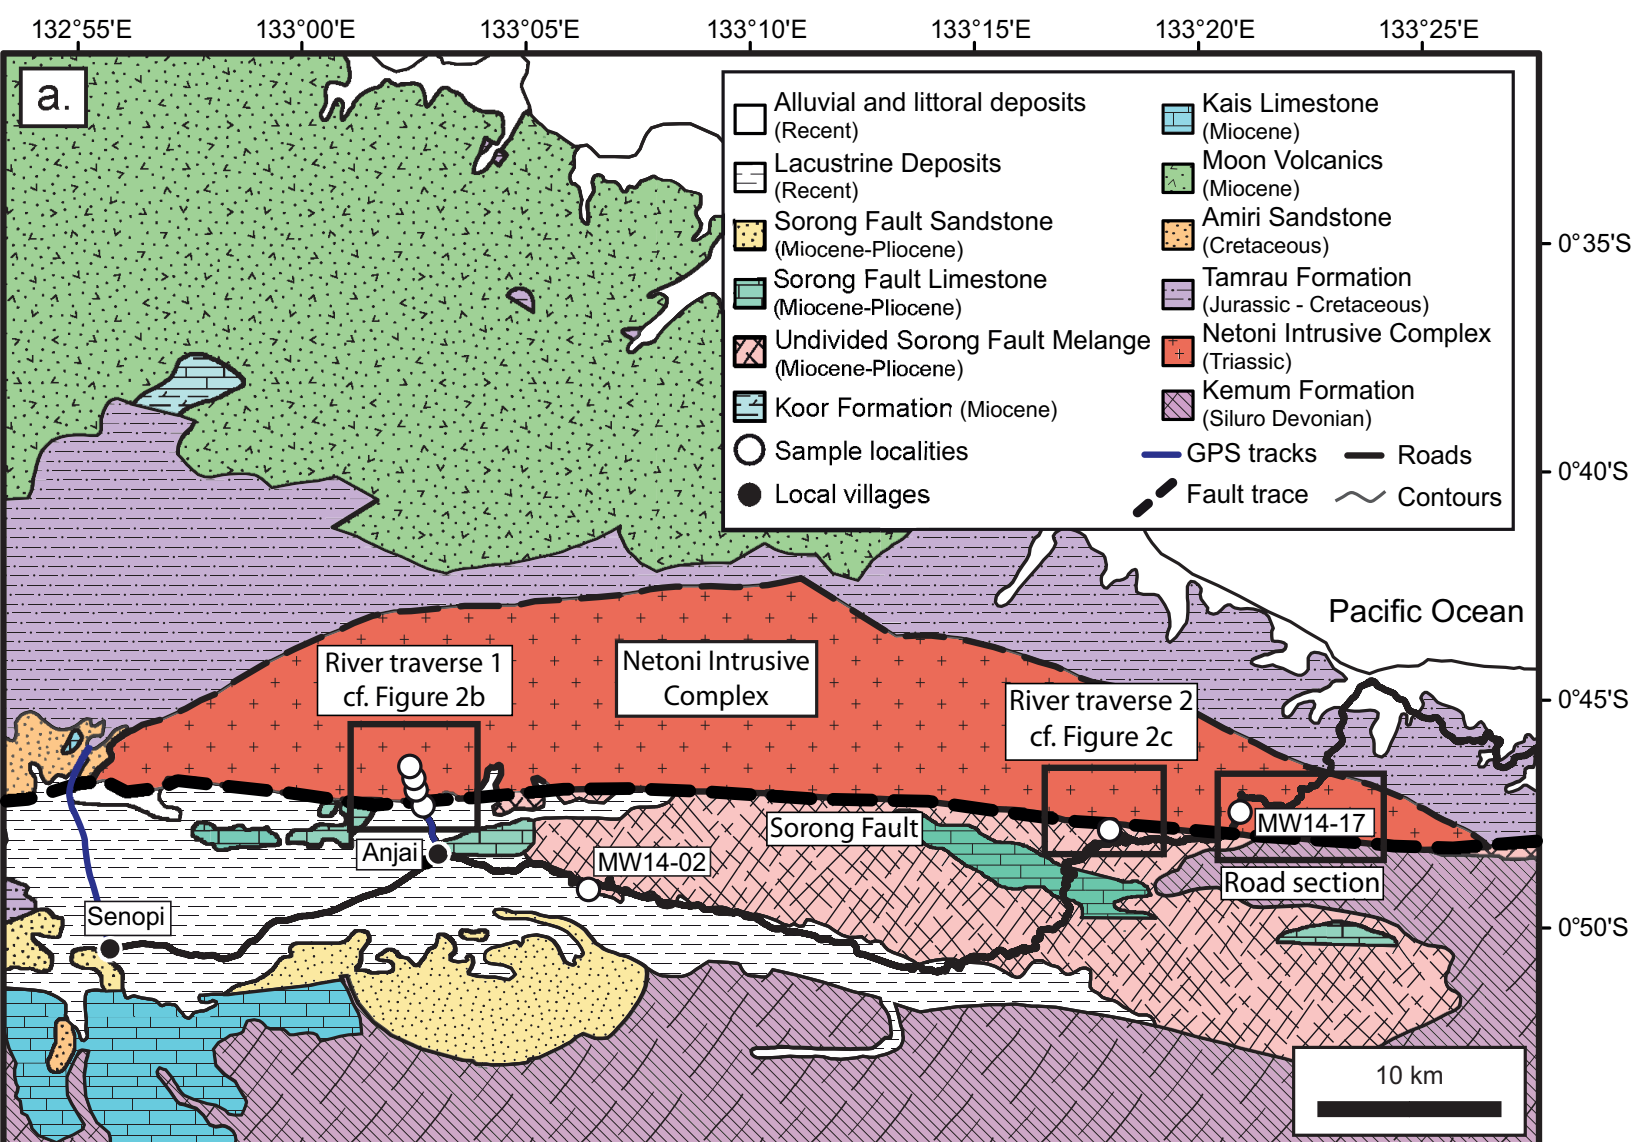 132°55'E 133°00'E 133°05'E 133°10'E 133°15'E 133°20'E 133°25'E
a.
Alluvial and littoral deposits
(Recent)
Lacustrine Deposits
(Recent)
Sorong Fault Sandstone
(Miocene-Pliocene)
Sorong Fault Limestone
(Miocene-Pliocene)
Undivided Sorong Fault Melange
(Miocene-Pliocene)
Koor Formation (Miocene)
Sample localities
Local villages
Kais Limestone
(Miocene)
Moon Volcanics
(Miocene)
Amiri Sandstone
(Cretaceous)
Tamrau Formation
(Jurassic - Cretaceous)
Netoni Intrusive Complex
(Triassic)
Kemum Formation
(Siluro Devonian)
GPS tracks
Roads
Fault trace
Contours
0°35'S
0°40'S
0°45'S
0°50'S
Pacific Ocean
River traverse 1
cf. Figure 2b
Netoni Intrusive
Complex
River traverse 2
cf. Figure 2c
Sorong Fault
MW14-17
Anjai
MW14-02
Road section
Senopi
10 km